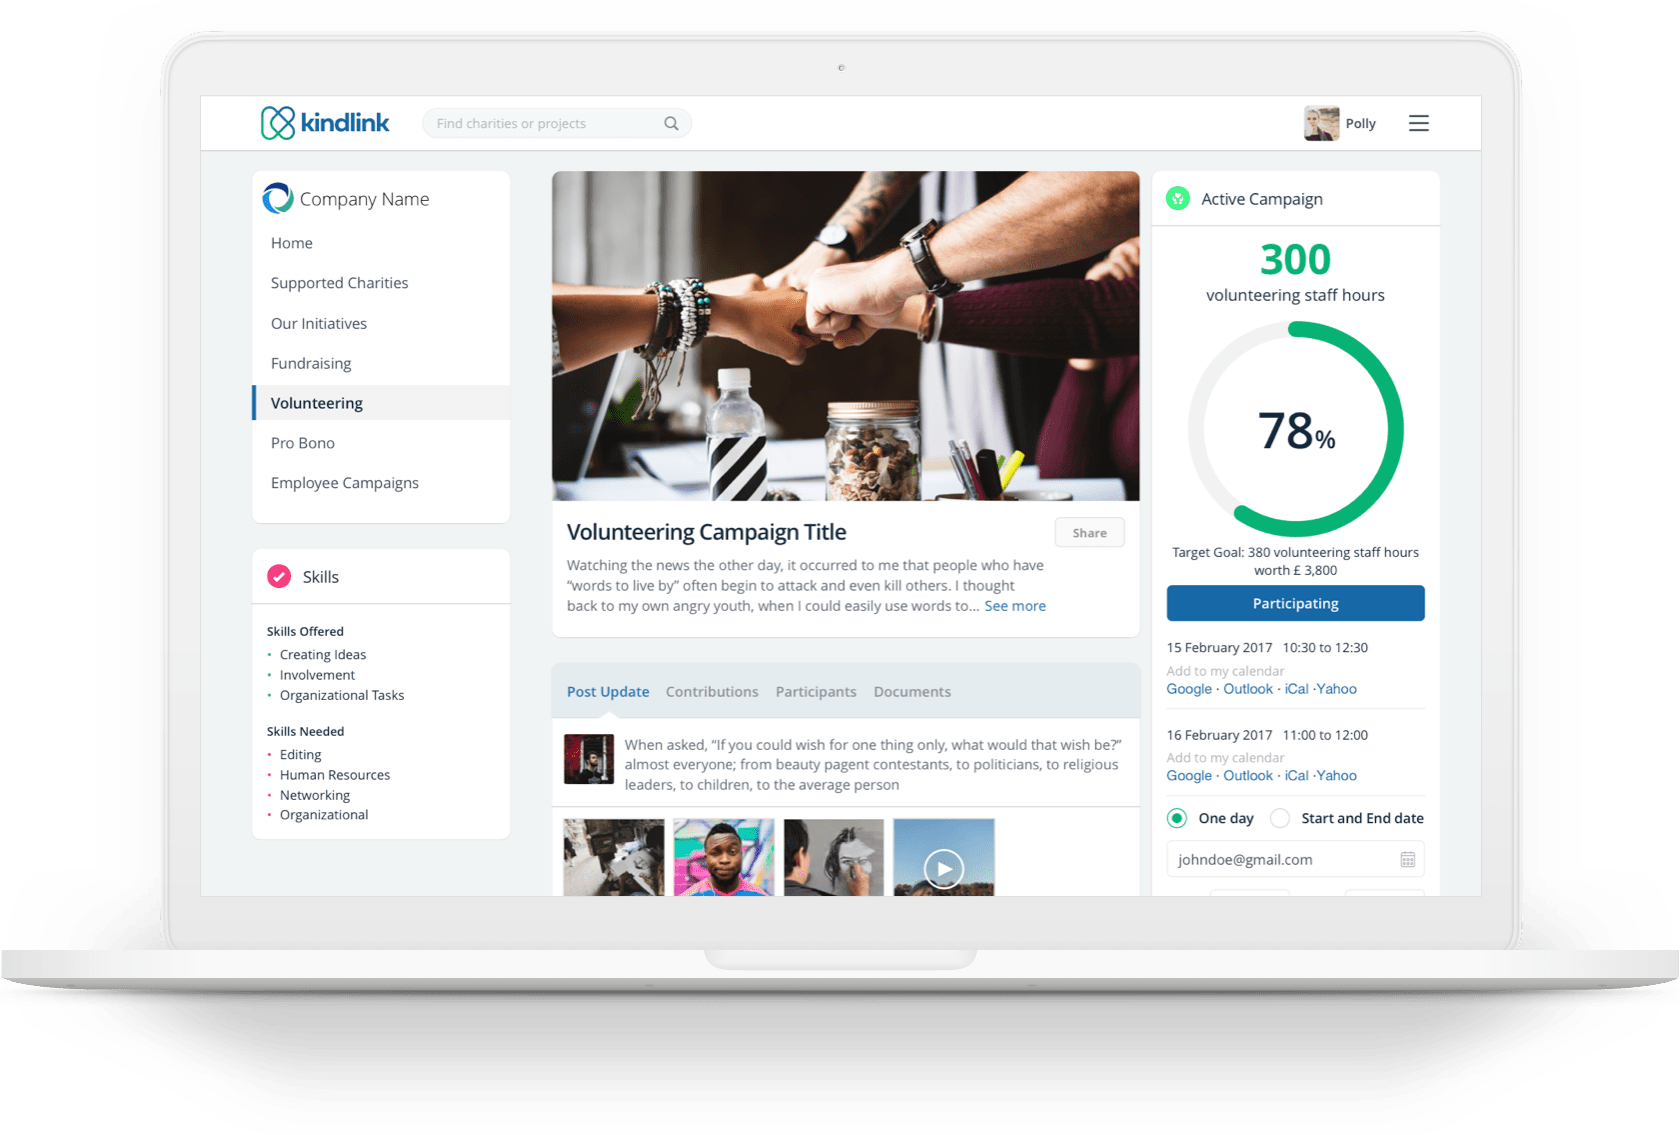 kindlink
Find charities or projects
Polly
Company Name
Home
Supported Charities
Our Initiatives
Fundraising
Volunteering
Pro Bono
Employee Campaigns
Skills
Skills Offered
• Creating Ideas
• Involvement
• Organizational Tasks
Skills Needed
• Editing
• Human Resources
• Networking
• Organizational
Volunteering Campaign Title
Share
Watching the news the other day, it occurred to me that people who have
“words to live by” often begin to attack and even kill others. I thought
back to my own angry youth, when I could easily use words to... See more
Post Update Contributions Participants Documents
When asked, “If you could wish for one thing only, what would that wish be?”
almost everyone; from beauty pagent contestants, to politicians, to religious
leaders, to children, to the average person
Active Campaign
300
volunteering staff hours
78%
Target Goal: 380 volunteering staff hours
worth £ 3,800
Participating
15 February 2017 10:30 to 12:30
Add to my calendar
Google · Outlook · iCal ·Yahoo
16 February 2017 11:00 to 12:00
Add to my calendar
Google · Outlook · iCal ·Yahoo
One day Start and End date
johndoe@gmail.com